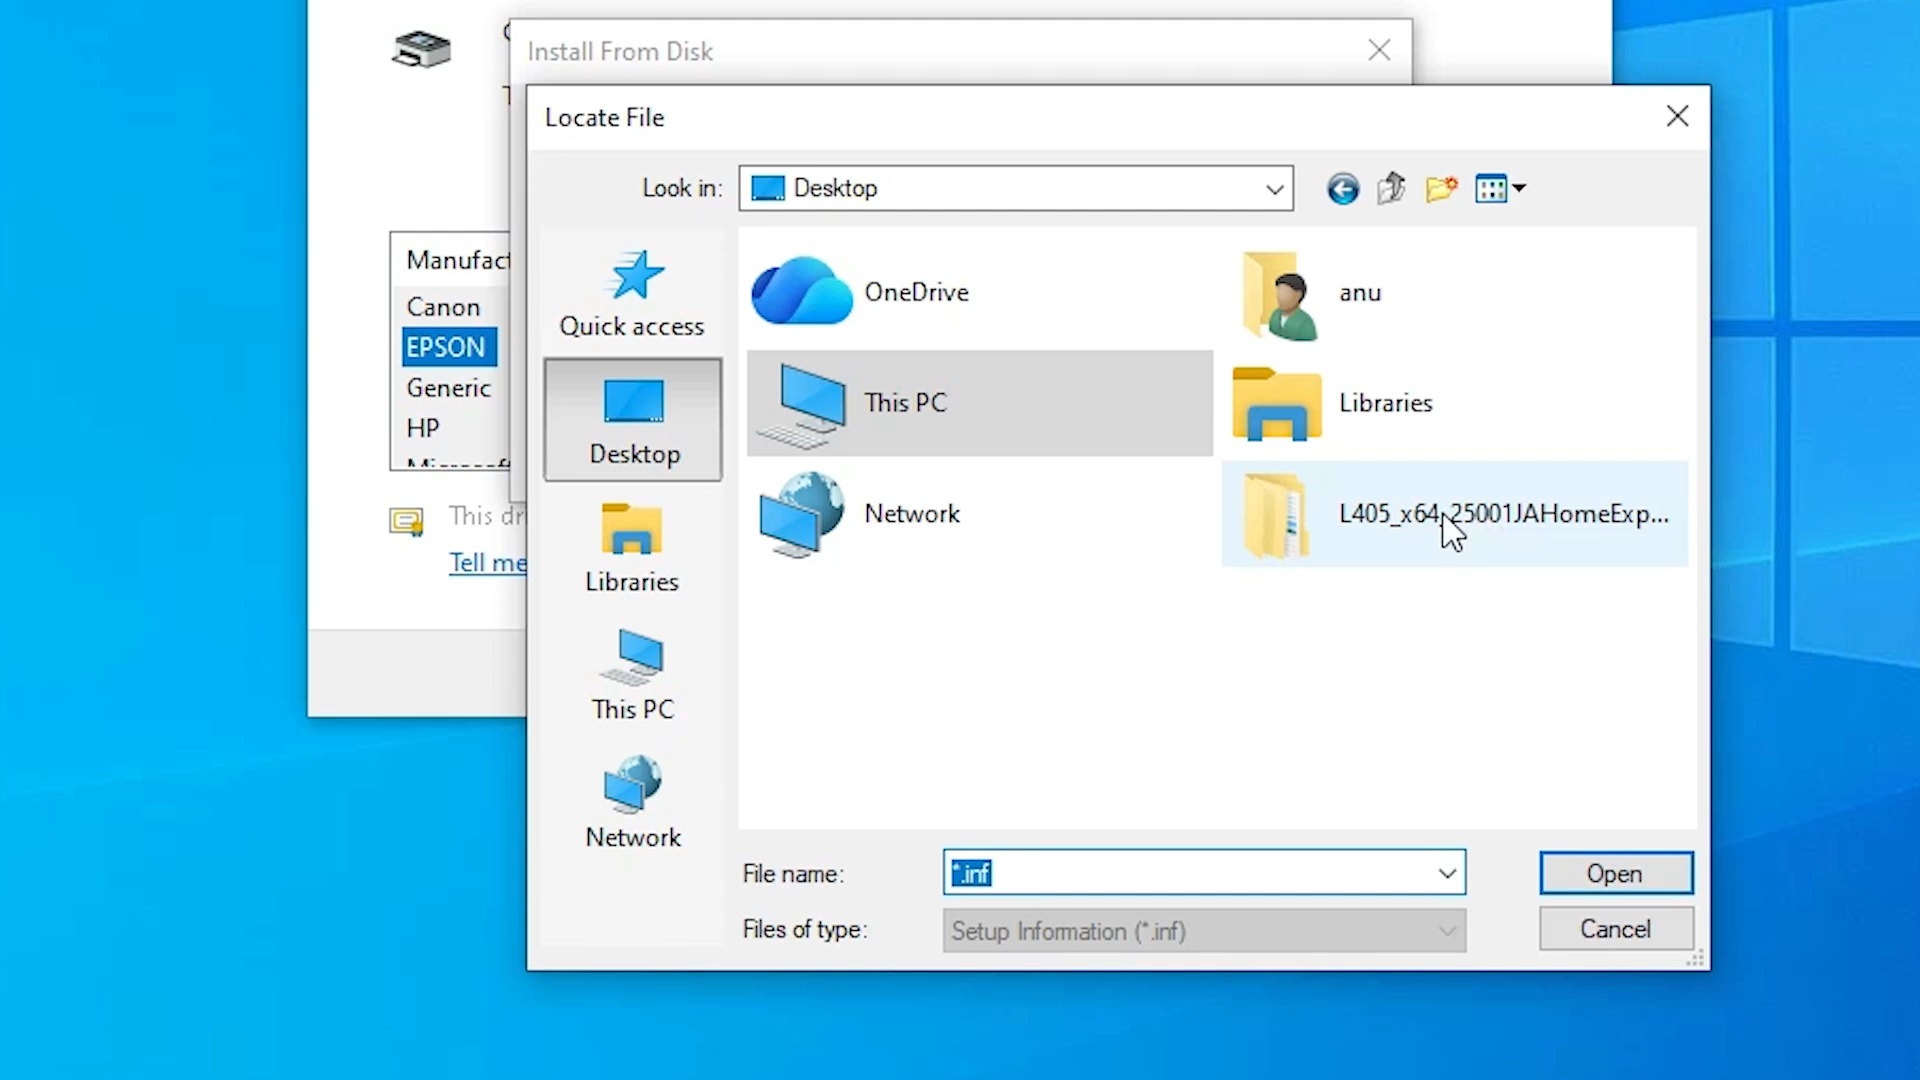 Install From Disk
Locate File
Look in:
Desktop
Manufact
Canon
EPSON
Generic
HP
This dri
Tell me
Quick access
Desktop
Libraries
This PC
Network
OneDrive
anu
This PC
Libraries
Network
L405_x64_25001JAHomeExp...
File name:
*.inf
Open
Files of type:
Setup Information (*.inf)
Cancel